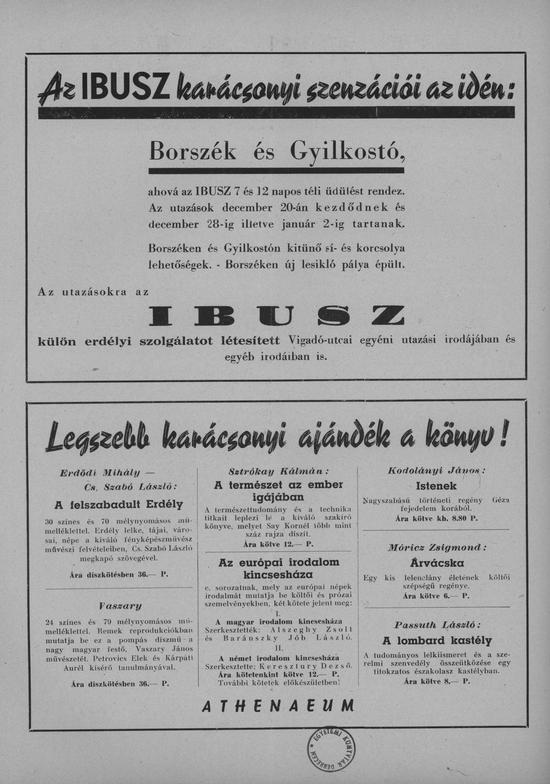 Az IBUSZ karácsonyi szenzációi az idén:
Borszék és Gyilkostó,
ahová az IBUSZ 7 és 12 napos téli üdülést rendez.
Az utazások december 20-án kezdődnek és
december 28-ig illetve január 2-ig tartanak.
Borszéken és Gyilkostón kitünő sí- és korcsolya
lehetőségek. - Borszéken új lesikló pálya épült.
Az utazásokra az
IBUSZ
külön erdélyi szolgálatot létesített Vigadó-utcai egyéni utazási irodájában és
egyéb irodáiban is.
Legszebb karácsonyi ajándék a könyv!
Erdődi Mihály —
Cs. Szabó László:
A felszabadult Erdély
30 színes és 70 mélynyomásos mű-
melléklettel. Erdély lelke, tájai, váro-
sai, népe a kiváló fényképészművész
művészi felvételeiben, Cs. Szabó László
megkapó szövegével.
Ára díszkötésben 36.— P.
Vaszary
24 színes és 79 mélynyomásos mű-
melléklettel. Remek reprodukciókban
mutatja be ez a pompás díszmű a
nagy magyar festő, Vaszary János
művészetét. Petrovics Elek és Kárpáti
Aurél kísérő tanulmányával.
Ára díszkötésben 36.— P.
Sztrókay Kálmán:
A természet az ember
igájában
A természettudomány és a technika
titkait leplezi le a kiváló szakíró
könyve, melyet Say Kornél több mint
száz rajza díszít.
Ára kötve 12.— P.
Az európai irodalom
kincsesháza
c. sorozatnak, mely az európai népek
irodalmát mutatja be költői és prózai
szemelvényekben, két kötete jelent meg:
I.
A magyar irodalom kincsesháza
Szerkesztették: Alszeghy Zsolt
és Baránszky Jób László.
II.
A német irodalom kincsesháza
Szerkesztette: Keresztury Dezső.
Ára kötetenkint kötve 12.— P.
További kötetek előkészületben!
Kodolányi János:
Istenek
Nagyszabású történeti regény Géza
fejedelem korából.
Ára kötve kb. 8.80 P.
Móricz Zsigmond:
Árvácska
Egy kis lelenclány életének költői
szépségű regénye.
Ára kötve 6.— P.
Passuth László:
A lombard kastély
A tudományos lelkiismeret és a sze-
relmi szenvedély összeütközése egy
titokzatos északolasz kastélyban.
Ára kötve 8.— P.
ATHENAEUM
EGYETEMI KÖNYVTÁR DEBRECEN